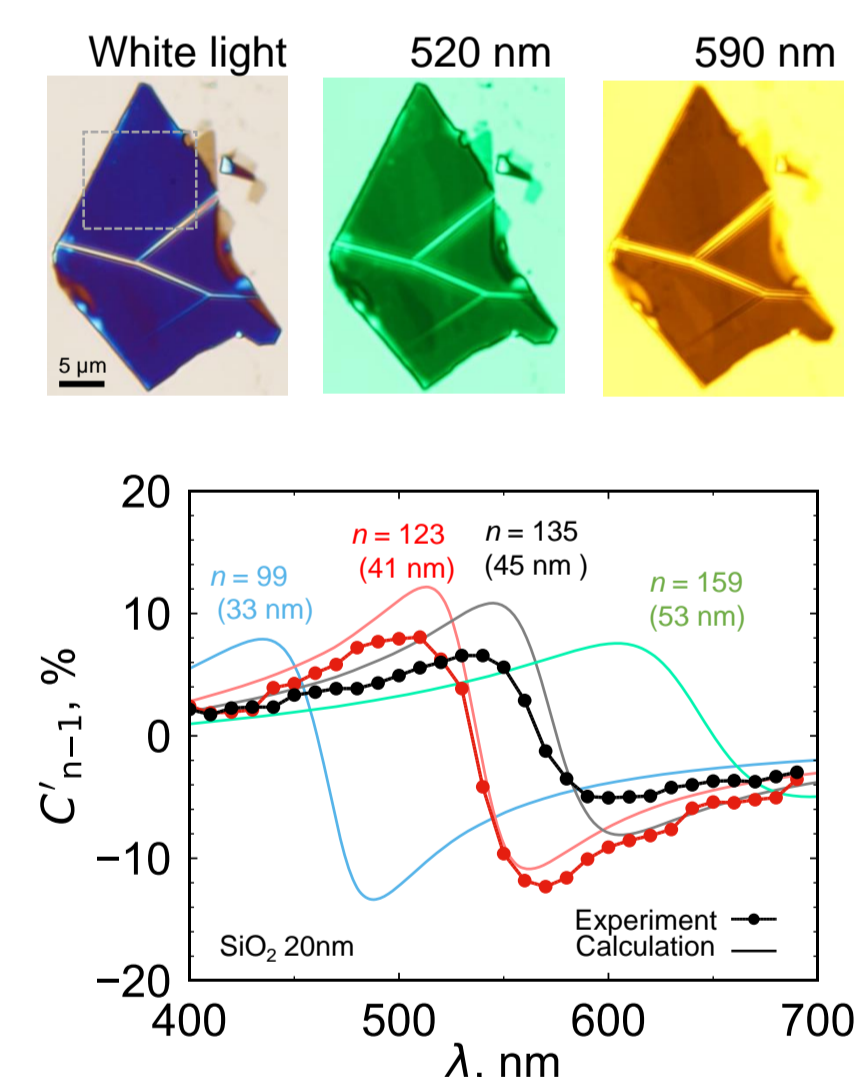 White light 520 nm 590 nm
5 µm
20
10
0
−10
−20
C′n−1, %
n = 99
(33 nm)
n = 123
(41 nm)
n = 135
(45 nm )
n = 159
(53 nm)
Experiment
Calculation
SiO₂ 20nm
400 500 600 700
λ, nm